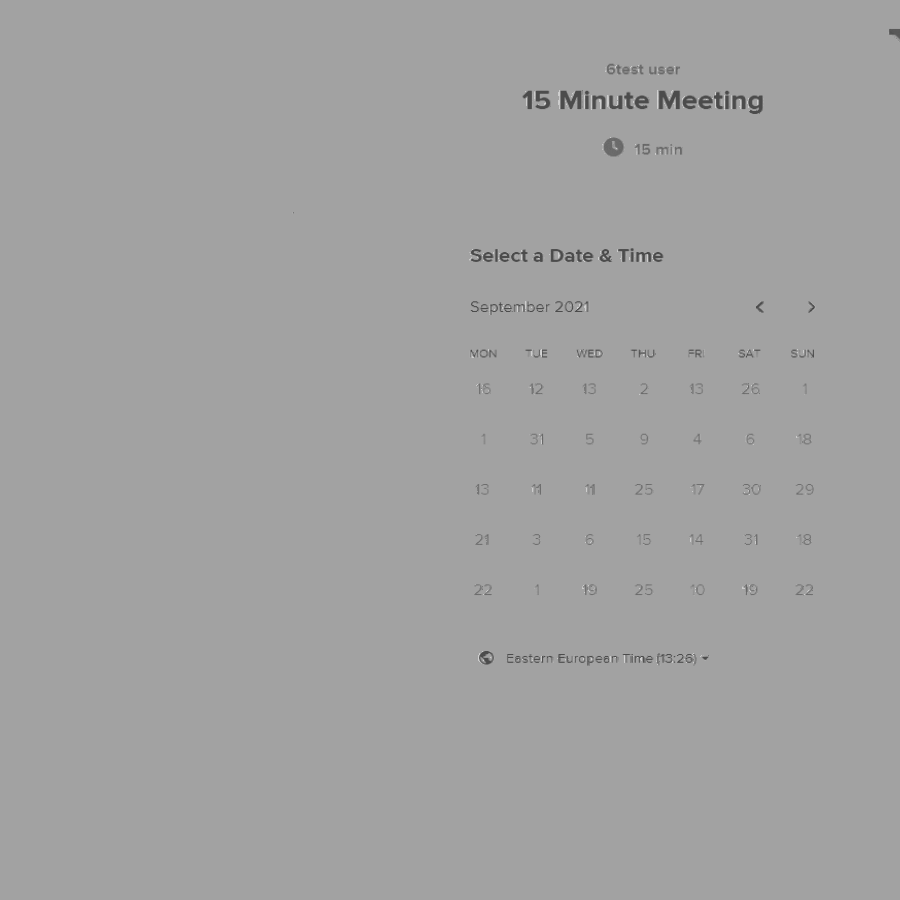 6test user
15 Minute Meeting
15 min
Select a Date & Time
September 2021
MON TUE WED THU FRI SAT SUN
16 12 13 2 13 26 1
1 31 5 9 4 6 18
13 11 11 25 17 30 29
21 3 6 15 14 31 18
22 1 19 25 10 19 22
Eastern European Time (13:26)